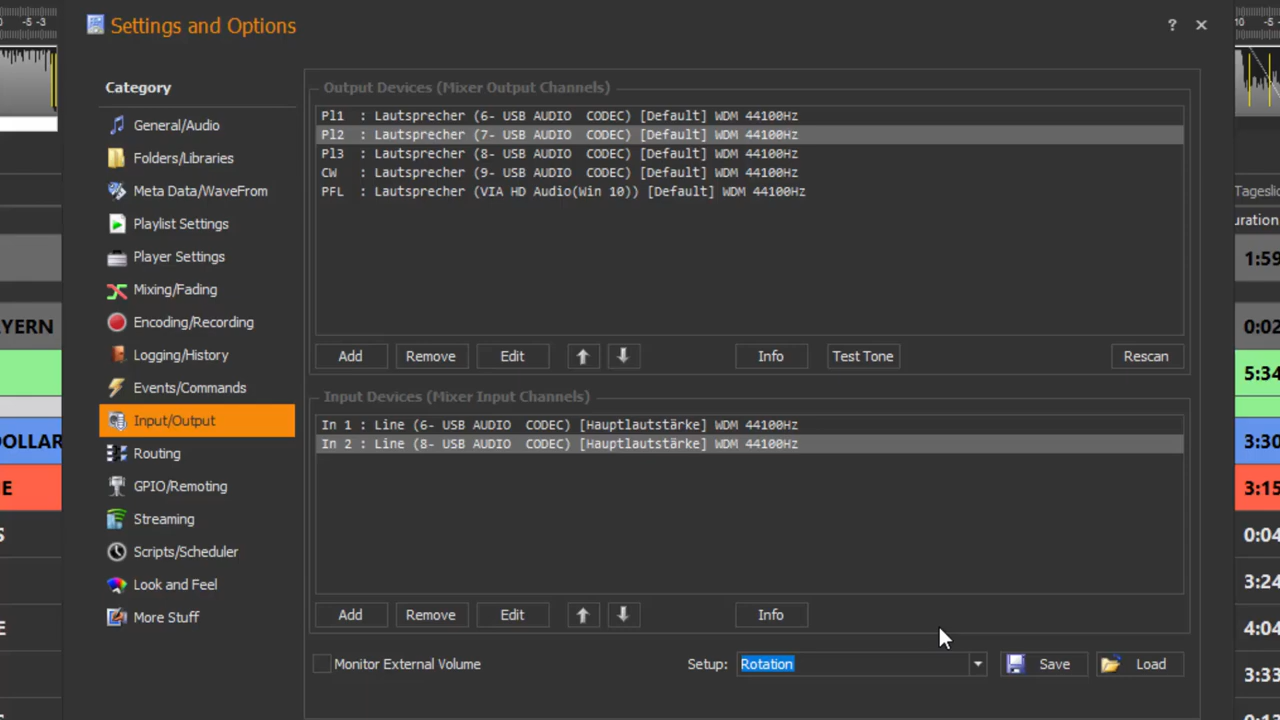 Settings and Options
?
Category
General/Audio
Folders/Libraries
Meta Data/WaveFrom
Playlist Settings
Player Settings
Mixing/Fading
Encoding/Recording
Logging/History
Events/Commands
Input/Output
Routing
GPIO/Remoting
Streaming
Scripts/Scheduler
Look and Feel
More Stuff
Output Devices (Mixer Output Channels)
Pl1 : Lautsprecher (6- USB AUDIO  CODEC) [Default] WDM 44100Hz
Pl2 : Lautsprecher (7- USB AUDIO  CODEC) [Default] WDM 44100Hz
Pl3 : Lautsprecher (8- USB AUDIO  CODEC) [Default] WDM 44100Hz
CW  : Lautsprecher (9- USB AUDIO  CODEC) [Default] WDM 44100Hz
PFL : Lautsprecher (VIA HD Audio(Win 10)) [Default] WDM 44100Hz
Add Remove Edit Info Test Tone Rescan
Input Devices (Mixer Input Channels)
In 1 : Line (6- USB AUDIO  CODEC) [Hauptlautstärke] WDM 44100Hz
In 2 : Line (8- USB AUDIO  CODEC) [Hauptlautstärke] WDM 44100Hz
Add Remove Edit Info
Monitor External Volume Setup: Rotation Save Load
-5 -3
YERN
OLLAR
E
S
E
S
10 -5
Tageslic
uration
1:59
0:02
5:34
3:30
3:15
0:04
3:24
4:04
3:33